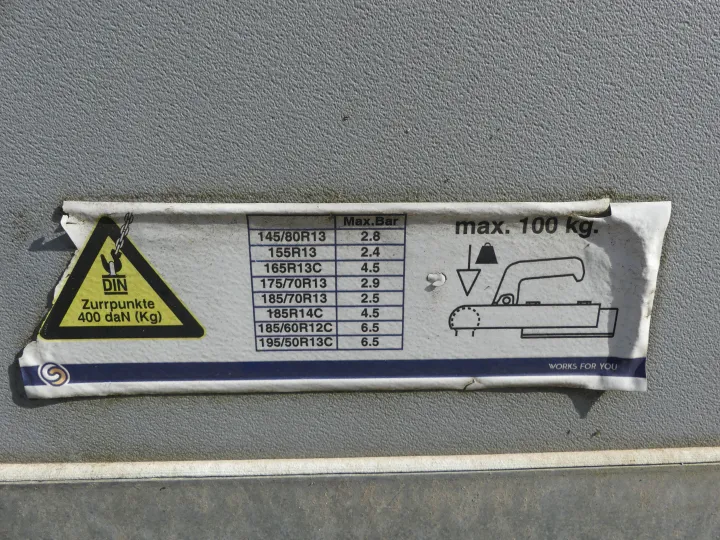 DIN
Zurrpunkte
400 daN (Kg)
Max.Bar
145/80R13 2.8
155R13 2.4
165R13C 4.5
175/70R13 2.9
185/70R13 2.5
185R14C 4.5
185/60R12C 6.5
195/50R13C 6.5
max. 100 kg.
WORKS FOR YOU